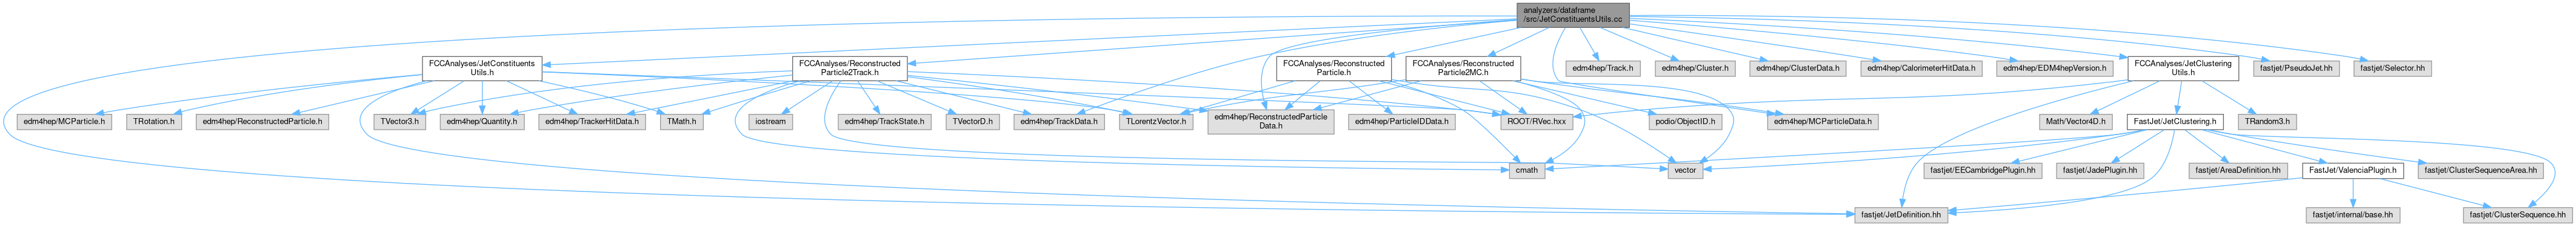 analyzers/dataframe
/src/JetConstituentsUtils.cc
FCCAnalyses/JetConstituents
Utils.h
FCCAnalyses/Reconstructed
Particle2Track.h
FCCAnalyses/Reconstructed
Particle.h
FCCAnalyses/Reconstructed
Particle2MC.h
edm4hep/Track.h
edm4hep/Cluster.h
edm4hep/ClusterData.h
edm4hep/CalorimeterHitData.h
edm4hep/EDM4hepVersion.h
FCCAnalyses/JetClustering
Utils.h
fastjet/PseudoJet.hh
fastjet/Selector.hh
edm4hep/MCParticle.h
TRotation.h
edm4hep/ReconstructedParticle.h
TVector3.h
edm4hep/Quantity.h
edm4hep/TrackerHitData.h
TMath.h
iostream
edm4hep/TrackState.h
TVectorD.h
edm4hep/TrackData.h
TLorentzVector.h
edm4hep/ReconstructedParticle
Data.h
edm4hep/ParticleIDData.h
ROOT/RVec.hxx
podio/ObjectID.h
edm4hep/MCParticleData.h
Math/Vector4D.h
FastJet/JetClustering.h
TRandom3.h
cmath
vector
fastjet/EECambridgePlugin.hh
fastjet/JadePlugin.hh
fastjet/AreaDefinition.hh
FastJet/ValenciaPlugin.h
fastjet/ClusterSequenceArea.hh
fastjet/JetDefinition.hh
fastjet/internal/base.hh
fastjet/ClusterSequence.hh